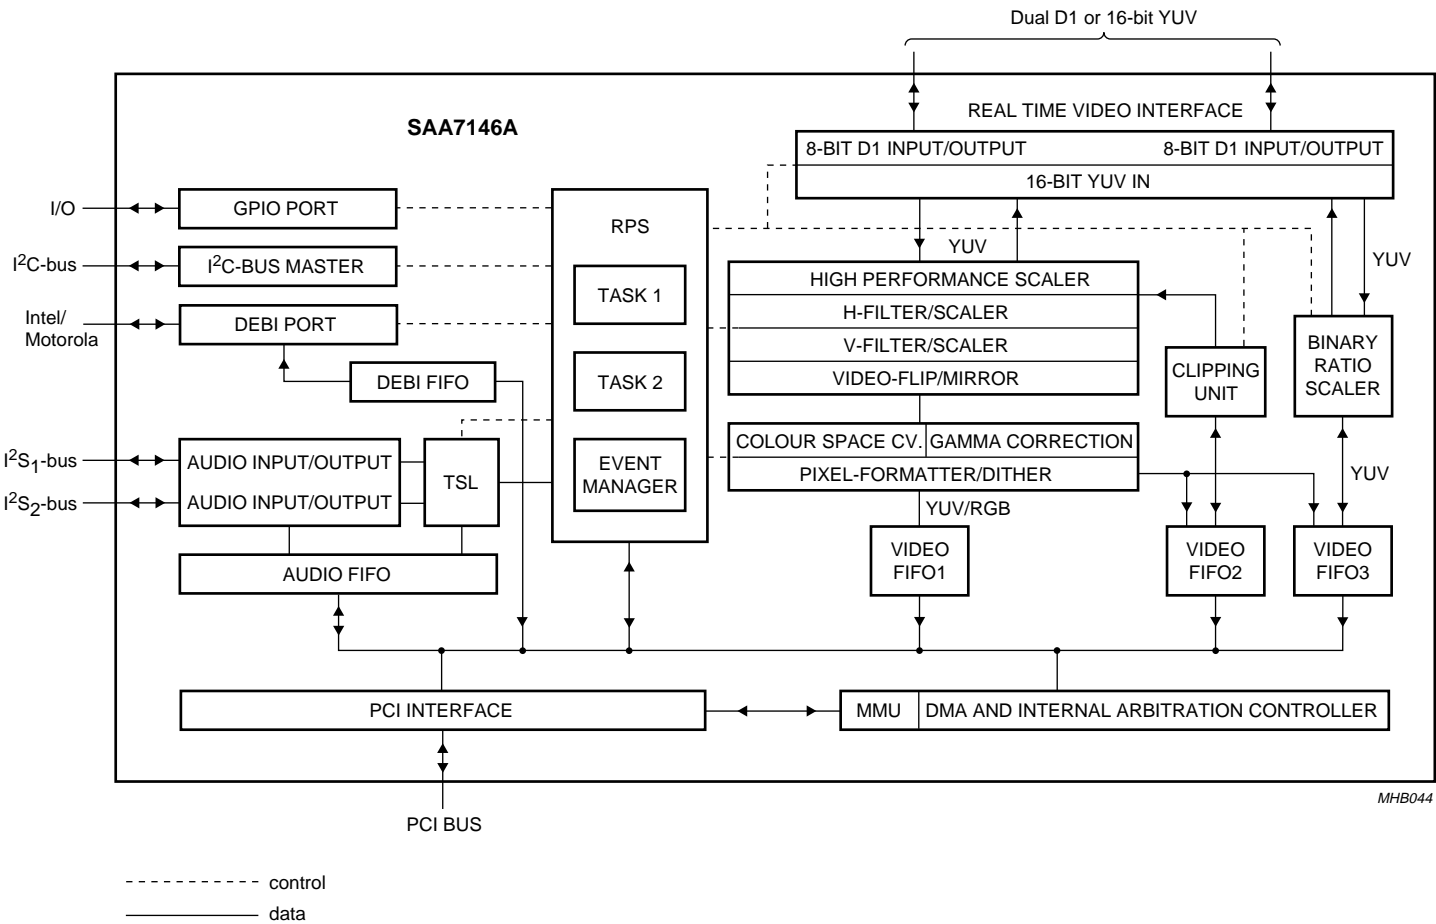 Dual D1 or 16-bit YUV
SAA7146A
REAL TIME VIDEO INTERFACE
8-BIT D1 INPUT/OUTPUT
8-BIT D1 INPUT/OUTPUT
16-BIT YUV IN
I/O
GPIO PORT
I2C-bus
I2C-BUS MASTER
Intel/
Motorola
DEBI PORT
DEBI FIFO
I2S1-bus
AUDIO INPUT/OUTPUT
I2S2-bus
AUDIO INPUT/OUTPUT
TSL
AUDIO FIFO
RPS
TASK 1
TASK 2
EVENT
MANAGER
YUV
HIGH PERFORMANCE SCALER
H-FILTER/SCALER
V-FILTER/SCALER
VIDEO-FLIP/MIRROR
COLOUR SPACE CV.
GAMMA CORRECTION
PIXEL-FORMATTER/DITHER
YUV/RGB
CLIPPING
UNIT
YUV
BINARY
RATIO
SCALER
YUV
VIDEO
FIFO1
VIDEO
FIFO2
VIDEO
FIFO3
PCI INTERFACE
MMU
DMA AND INTERNAL ARBITRATION CONTROLLER
MHB044
PCI BUS
control
data